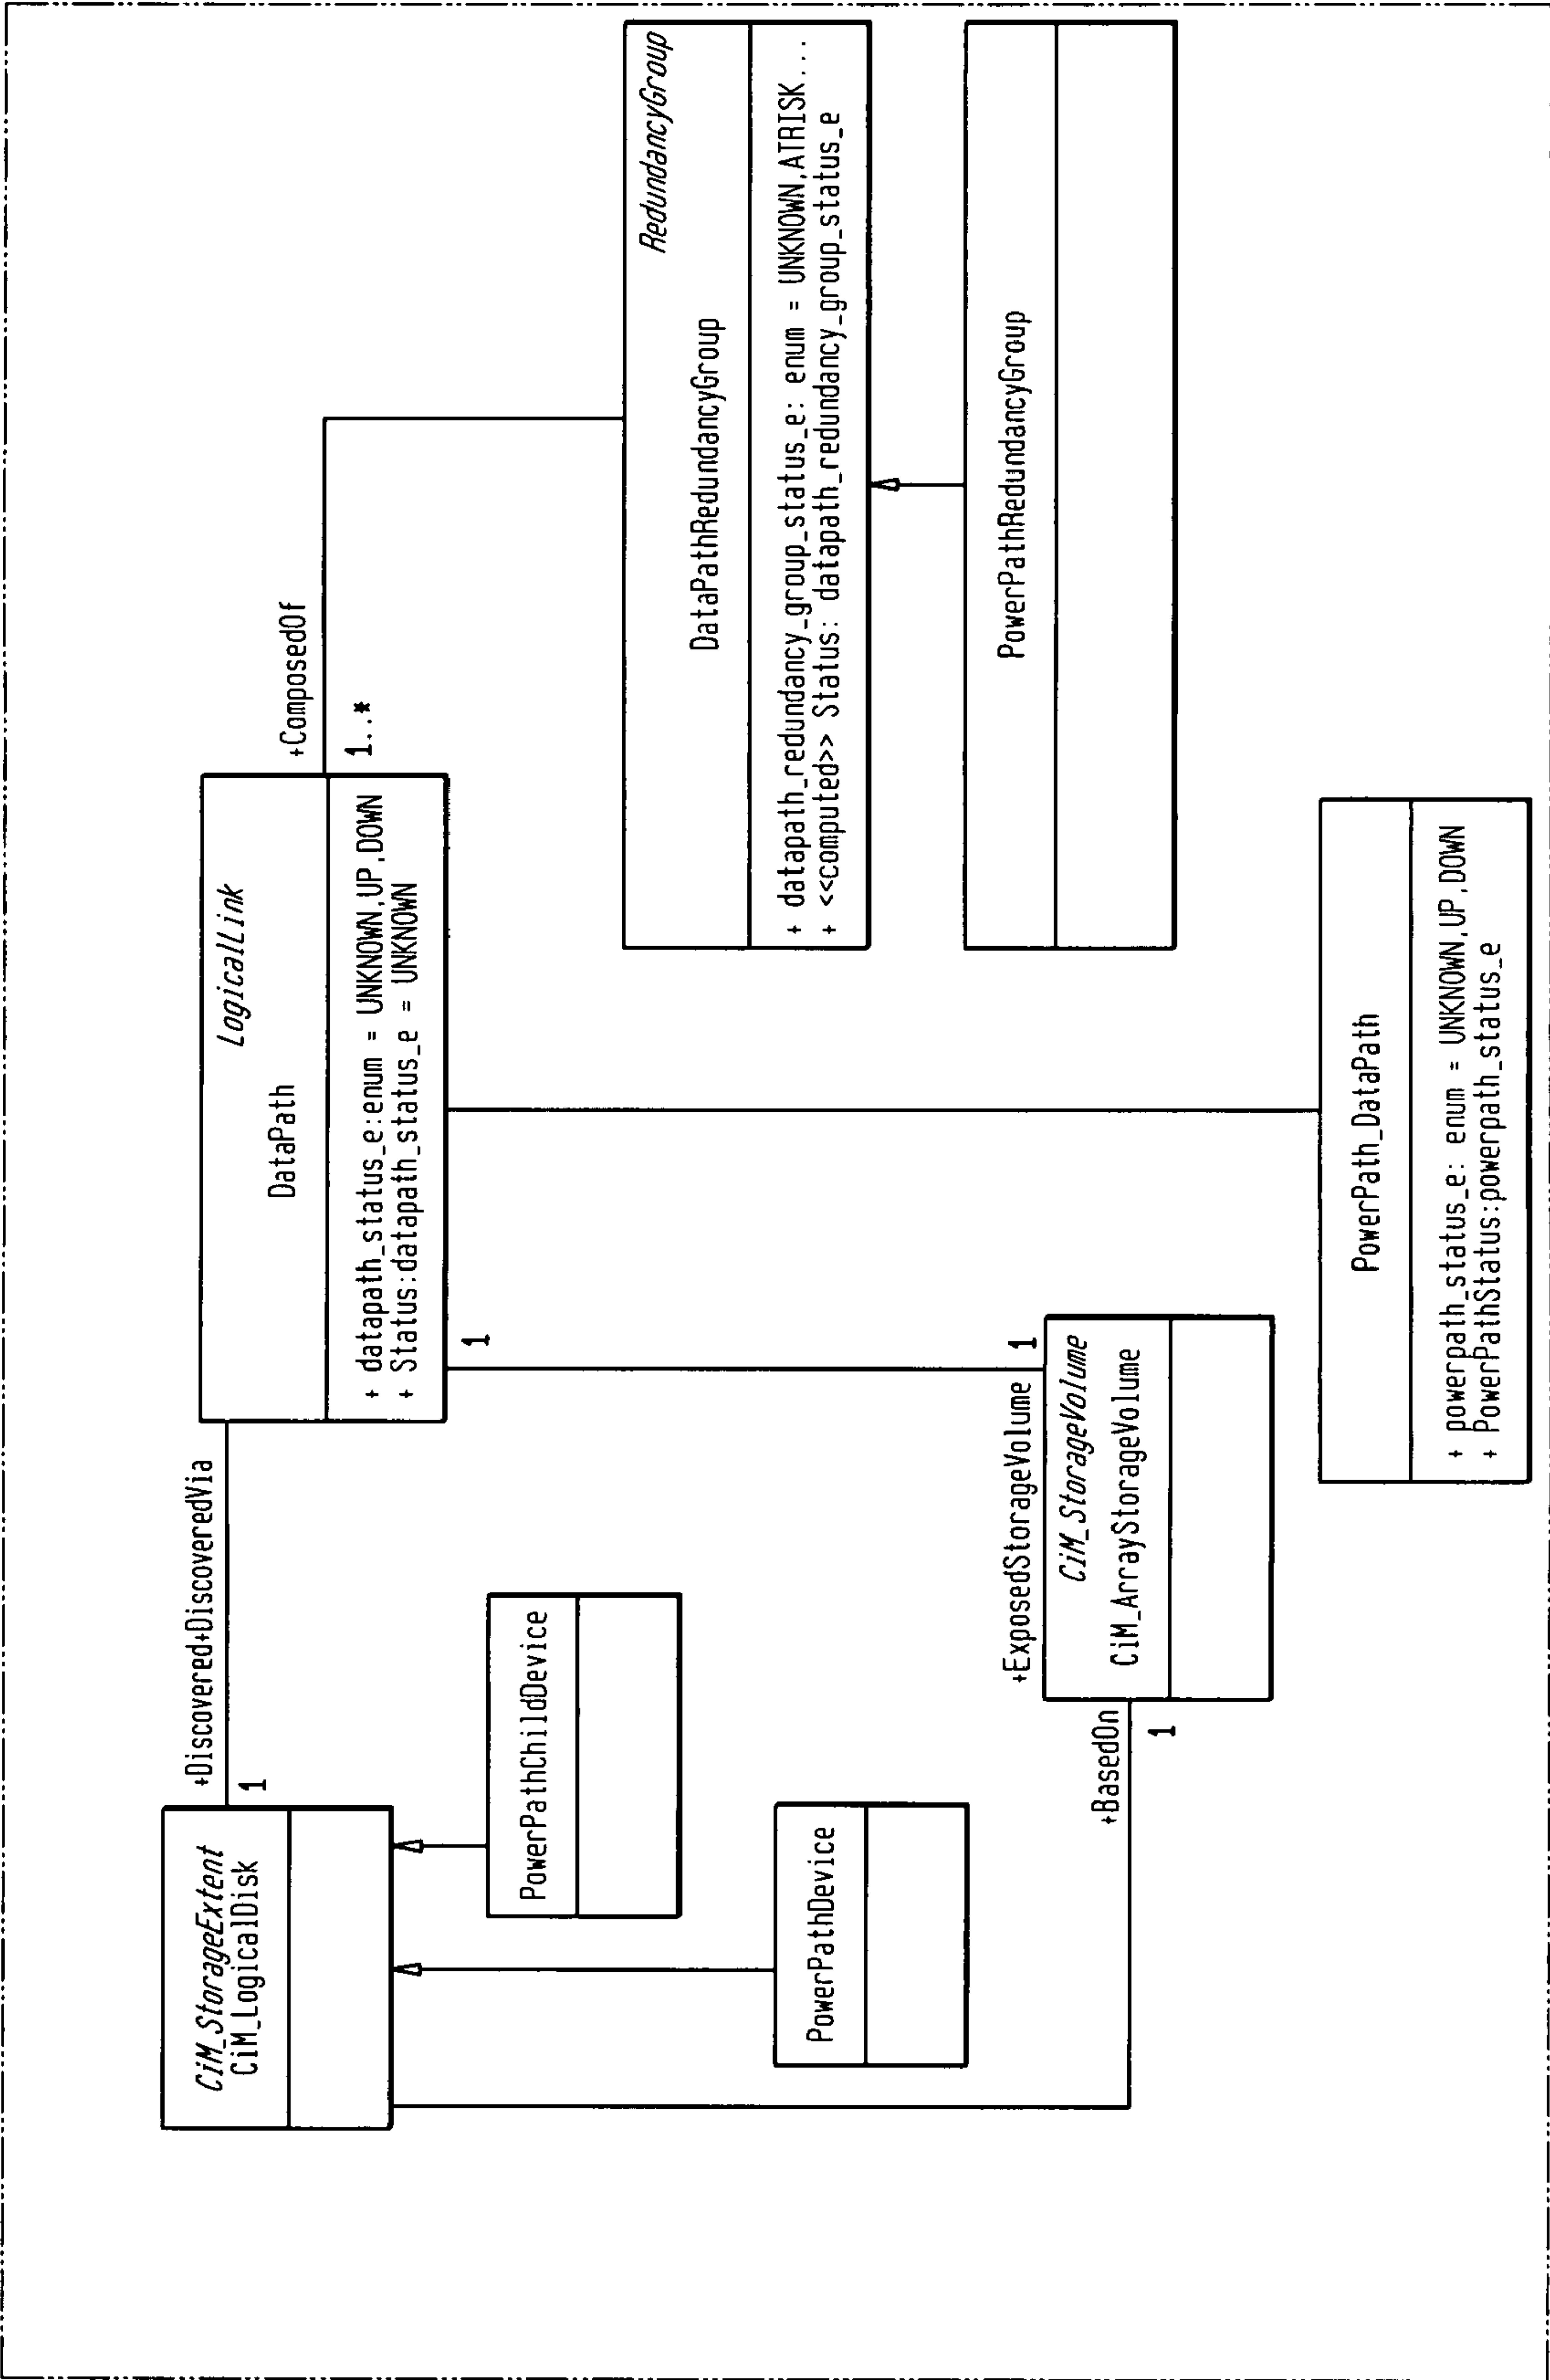 CiM_StorageExtent
CiM_LogicalDisk
+Discovered+DiscoveredVia
1
LogicalLink
DataPath
+ datapath_status_e:enum = UNKNOWN,UP,DOWN
+ Status:datapath_status_e = UNKNOWN
+ComposedOf
1..*
1
PowerPathChildDevice
PowerPathDevice
RedundancyGroup
DataPathRedundancyGroup
+ datapath_redundancy_group_status_e: enum = UNKNOWN,ATRISK...
+ <<computed>> Status: datapath_redundancy_group_status_e
PowerPathRedundancyGroup
+ExposedStorageVolume
1
CiM_StorageVolume
CiM_ArrayStorageVolume
+BasedOn
1
PowerPath_DataPath
+ powerpath_status_e: enum = UNKNOWN,UP,DOWN
+ PowerPathStatus:powerpath_status_e